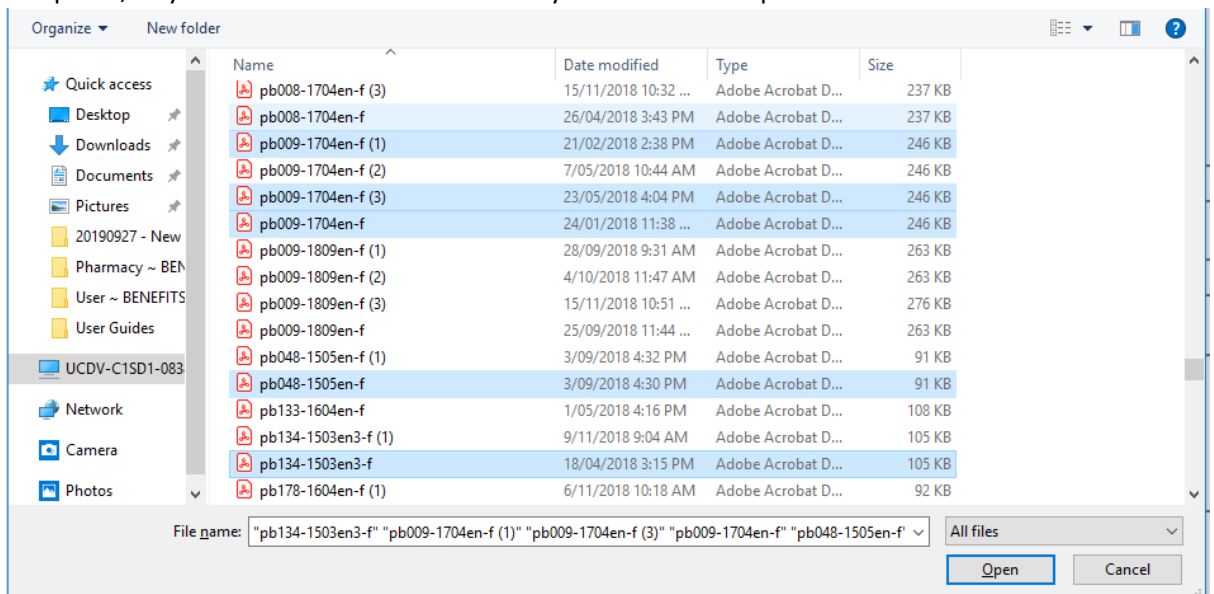 Organize New folder
Name Date modified Type Size
Quick access
Desktop
Downloads
Documents
Pictures
20190927 - New
Pharmacy ~ BEN
User ~ BENEFITS
User Guides
UCDV-C1SD1-083
Network
Camera
Photos
pb008-1704en-f (3) 15/11/2018 10:32 ... Adobe Acrobat D... 237 KB
pb008-1704en-f 26/04/2018 3:43 PM Adobe Acrobat D... 237 KB
pb009-1704en-f (1) 21/02/2018 2:38 PM Adobe Acrobat D... 246 KB
pb009-1704en-f (2) 7/05/2018 10:44 AM Adobe Acrobat D... 246 KB
pb009-1704en-f (3) 23/05/2018 4:04 PM Adobe Acrobat D... 246 KB
pb009-1704en-f 24/01/2018 11:38 ... Adobe Acrobat D... 246 KB
pb009-1809en-f (1) 28/09/2018 9:31 AM Adobe Acrobat D... 263 KB
pb009-1809en-f (2) 4/10/2018 11:47 AM Adobe Acrobat D... 263 KB
pb009-1809en-f (3) 15/11/2018 10:51 ... Adobe Acrobat D... 276 KB
pb009-1809en-f 25/09/2018 11:44 ... Adobe Acrobat D... 263 KB
pb048-1505en-f (1) 3/09/2018 4:32 PM Adobe Acrobat D... 91 KB
pb048-1505en-f 3/09/2018 4:30 PM Adobe Acrobat D... 91 KB
pb133-1604en-f 1/05/2018 4:16 PM Adobe Acrobat D... 108 KB
pb134-1503en3-f (1) 9/11/2018 9:04 AM Adobe Acrobat D... 105 KB
pb134-1503en3-f 18/04/2018 3:15 PM Adobe Acrobat D... 105 KB
pb178-1604en-f (1) 6/11/2018 10:18 AM Adobe Acrobat D... 92 KB
File name: "pb134-1503en3-f" "pb009-1704en-f (1)" "pb009-1704en-f (3)" "pb009-1704en-f" "pb048-1505en-f" All files
Open Cancel